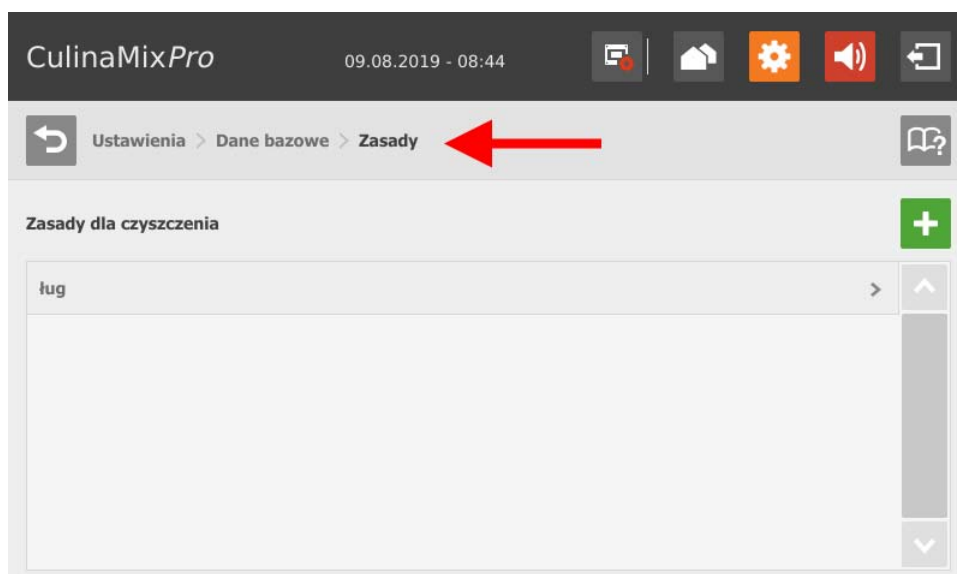 CulinaMixPro 09.08.2019 - 08:44
Ustawienia > Dane bazowe > Zasady
Zasady dla czyszczenia
ług